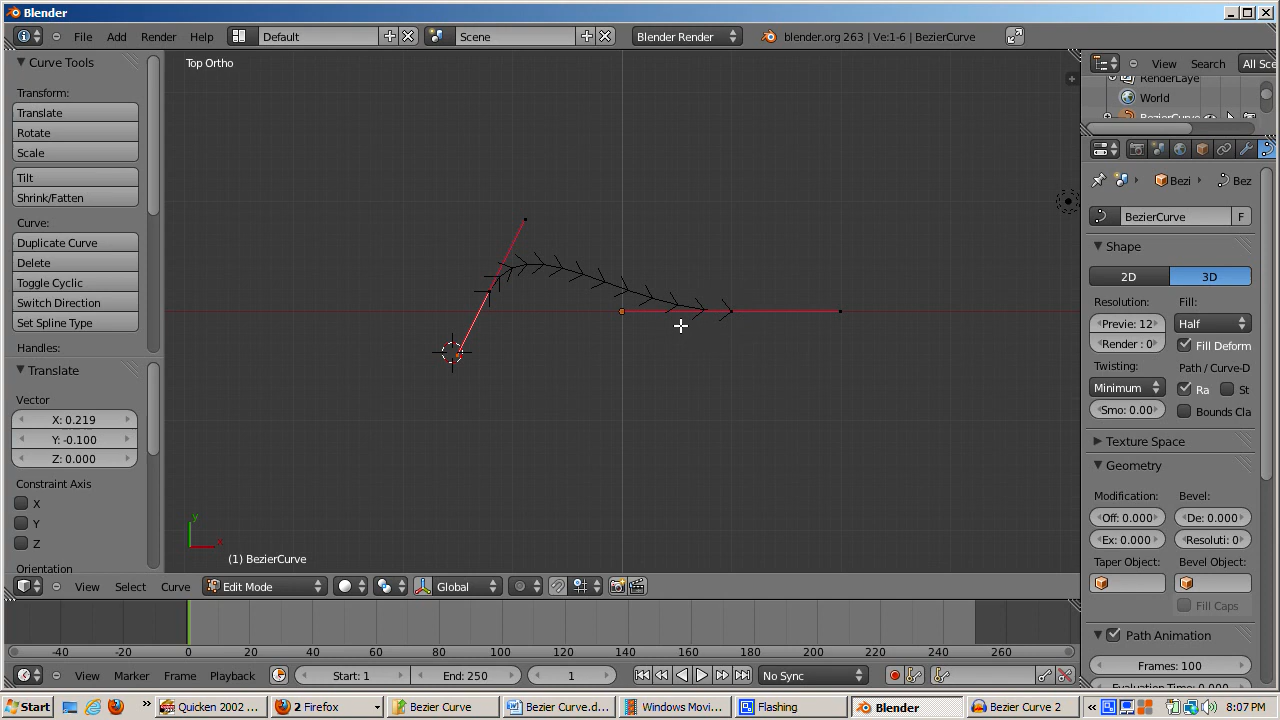 Blender
File Add Render Help Default Scene Blender Render blender.org 263 | Ve:1-6 | BezierCurve
Curve Tools
Transform:
Translate
Rotate
Scale
Tilt
Shrink/Fatten
Curve:
Duplicate Curve
Delete
Toggle Cyclic
Switch Direction
Set Spline Type
Handles:
Translate
Vector
X: 0.219
Y: -0.100
Z: 0.000
Constraint Axis
X
Y
Z
Orientation
Top Ortho
y
x
(1) BezierCurve
View Search All Sce
RenderLaye
World
BezierCurve
Bezi Bez
BezierCurve F
Shape
2D 3D
Resolution: Fill:
Previe: 12 Half
Render : 0 Fill Deform
Twisting: Path / Curve-D
Minimum Ra St
Smo: 0.00 Bounds Cla
Texture Space
Geometry
Modification: Bevel:
Off: 0.000 De: 0.000
Ex: 0.000 Resoluti: 0
Taper Object: Bevel Object:
Fill Caps
Path Animation
Frames: 100
Evaluation Time: 0.000
View Select Curve Edit Mode Global
-40 -20 0 20 40 60 80 100 120 140 160 180 200 220 240 260
View Marker Frame Playback Start: 1 End: 250 1 No Sync
Start Quicken 2002 ... 2 Firefox Bezier Curve Bezier Curve.d... Windows Movi... Flashing Blender Bezier Curve 2 8:07 PM